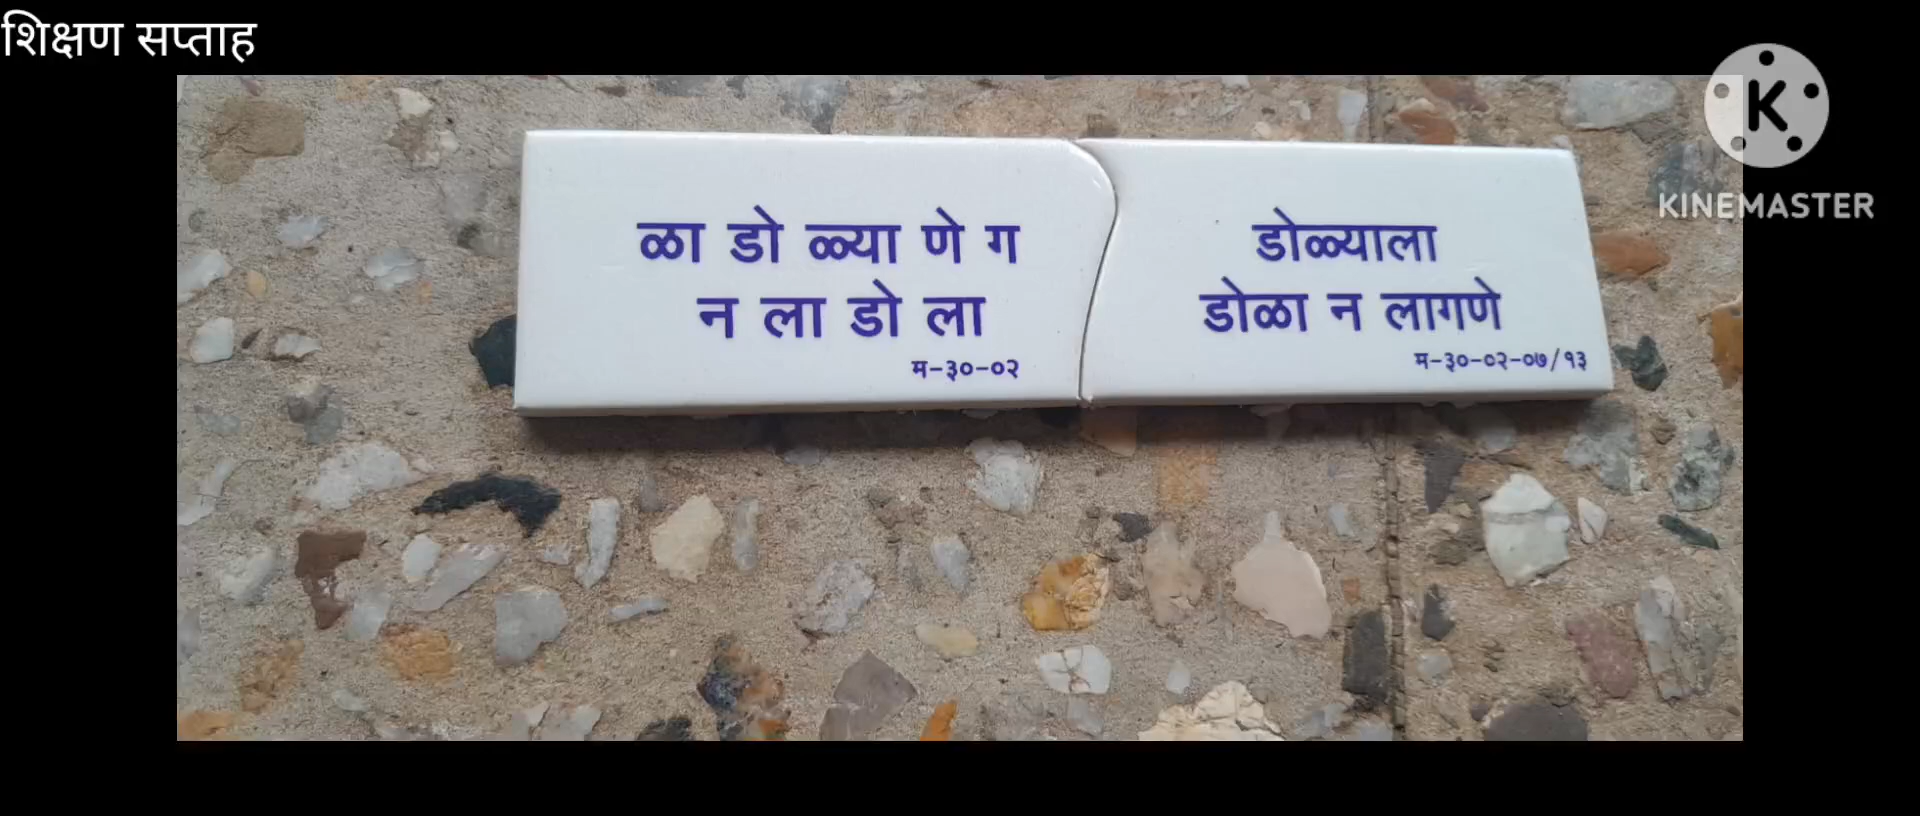 शिक्षण सप्ताह
K
KINEMASTER
ळा डो ळ्या णे ग
न ला डो ला
म-३०-०२
डोळ्याला
डोळा न लागणे
म-३०-०२-०७/१३